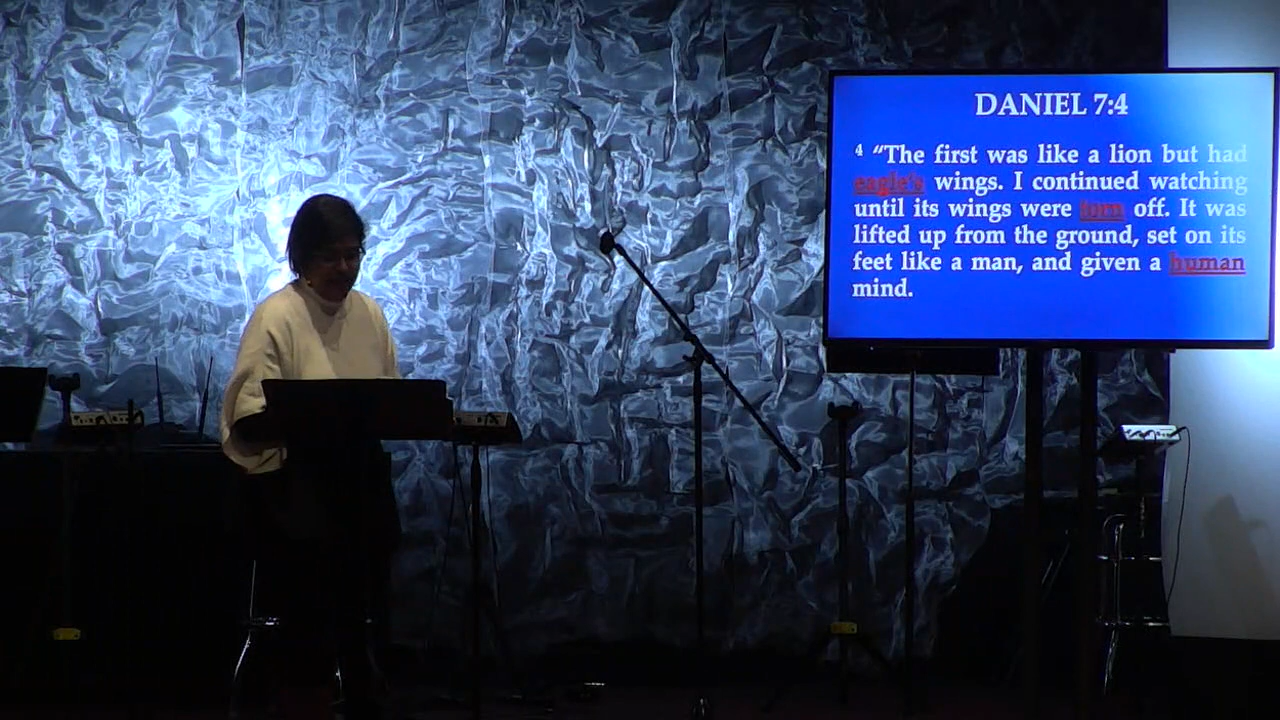 DANIEL 7:4
4 “The first was like a lion but had
eagle's wings. I continued watching
until its wings were torn off. It was
lifted up from the ground, set on its
feet like a man, and given a human
mind.